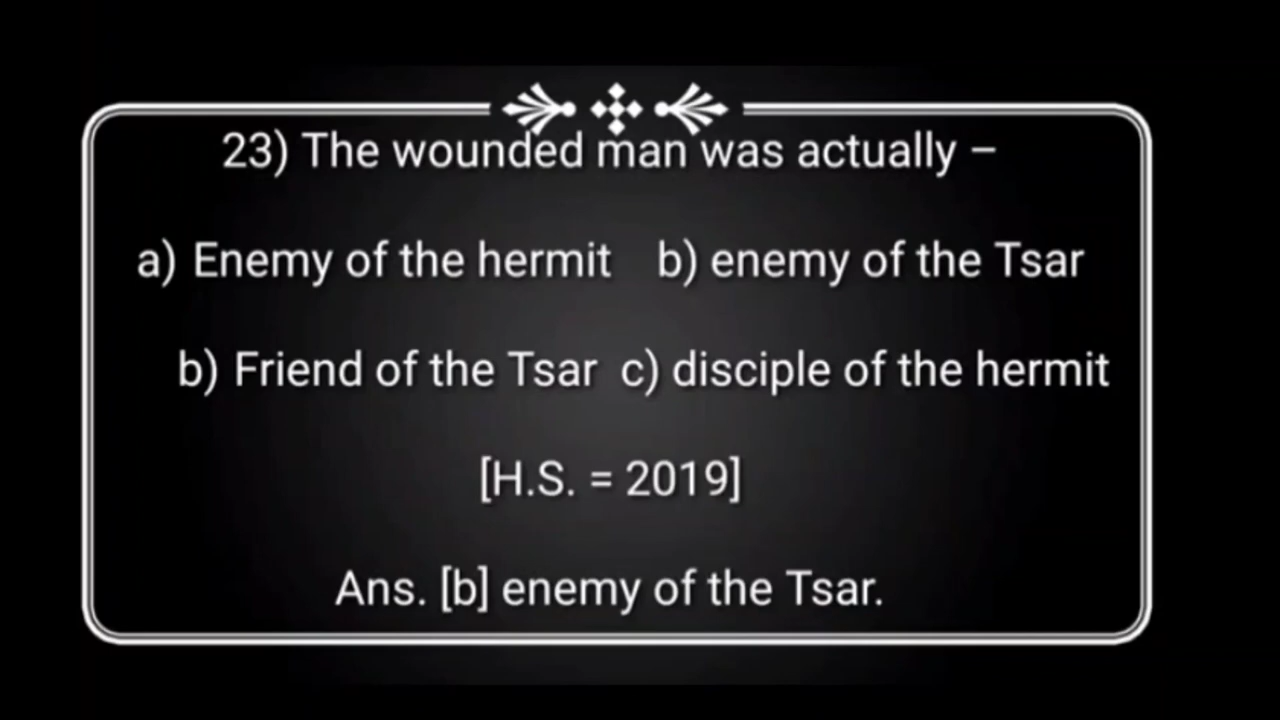 23) The wounded man was actually –
a) Enemy of the hermit b) enemy of the Tsar
b) Friend of the Tsar c) disciple of the hermit
[H.S. = 2019]
Ans. [b] enemy of the Tsar.